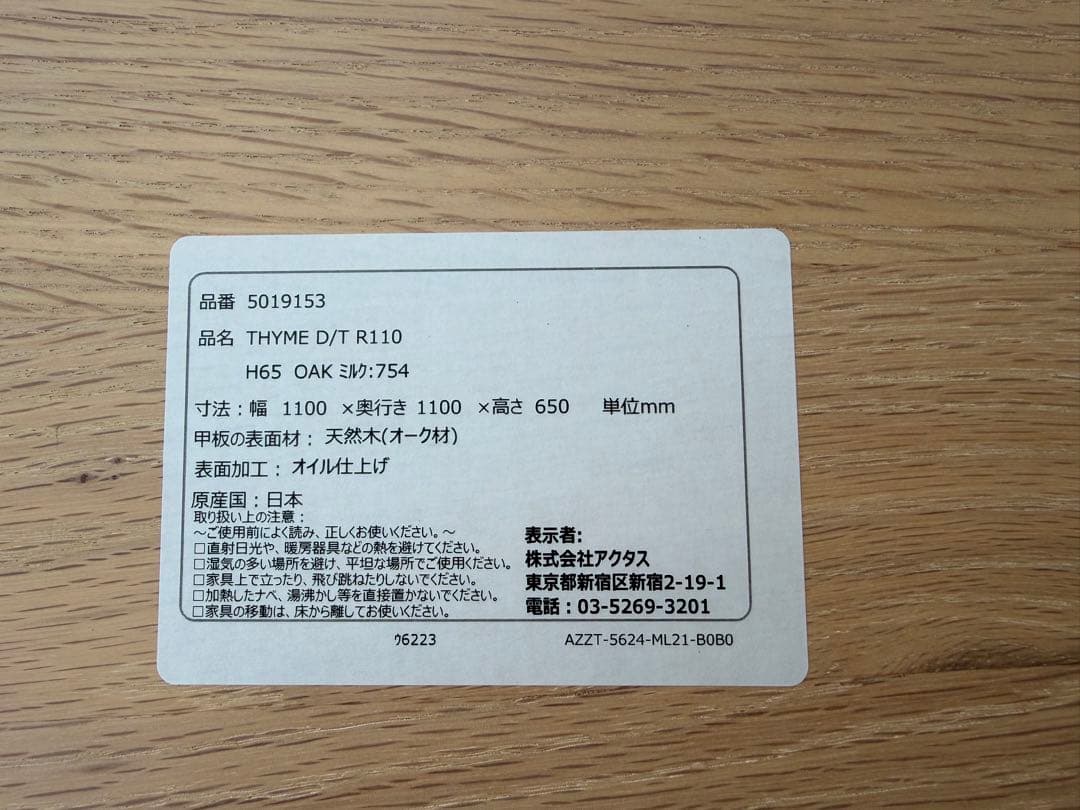 品番 5019153
品名 THYME D/T R110
H65 OAK ﾐﾙｸ:754
寸法：幅 1100 ×奥行き 1100 ×高さ 650 単位mm
甲板の表面材： 天然木(オーク材)
表面加工： オイル仕上げ
原産国：日本
取り扱い上の注意：
～ご使用前によく読み、正しくお使いください。～
□直射日光や、暖房器具などの熱を避けてください。
□湿気の多い場所を避け、平坦な場所でご使用ください。
□家具上で立ったり、飛び跳ねたりしないでください。
□加熱したナベ、湯沸かし等を直接置かないでください。
□家具の移動は、床から離してお使いください。
表示者:
株式会社アクタス
東京都新宿区新宿2-19-1
電話：03-5269-3201
ｳ6223
AZZT-5624-ML21-B0B0